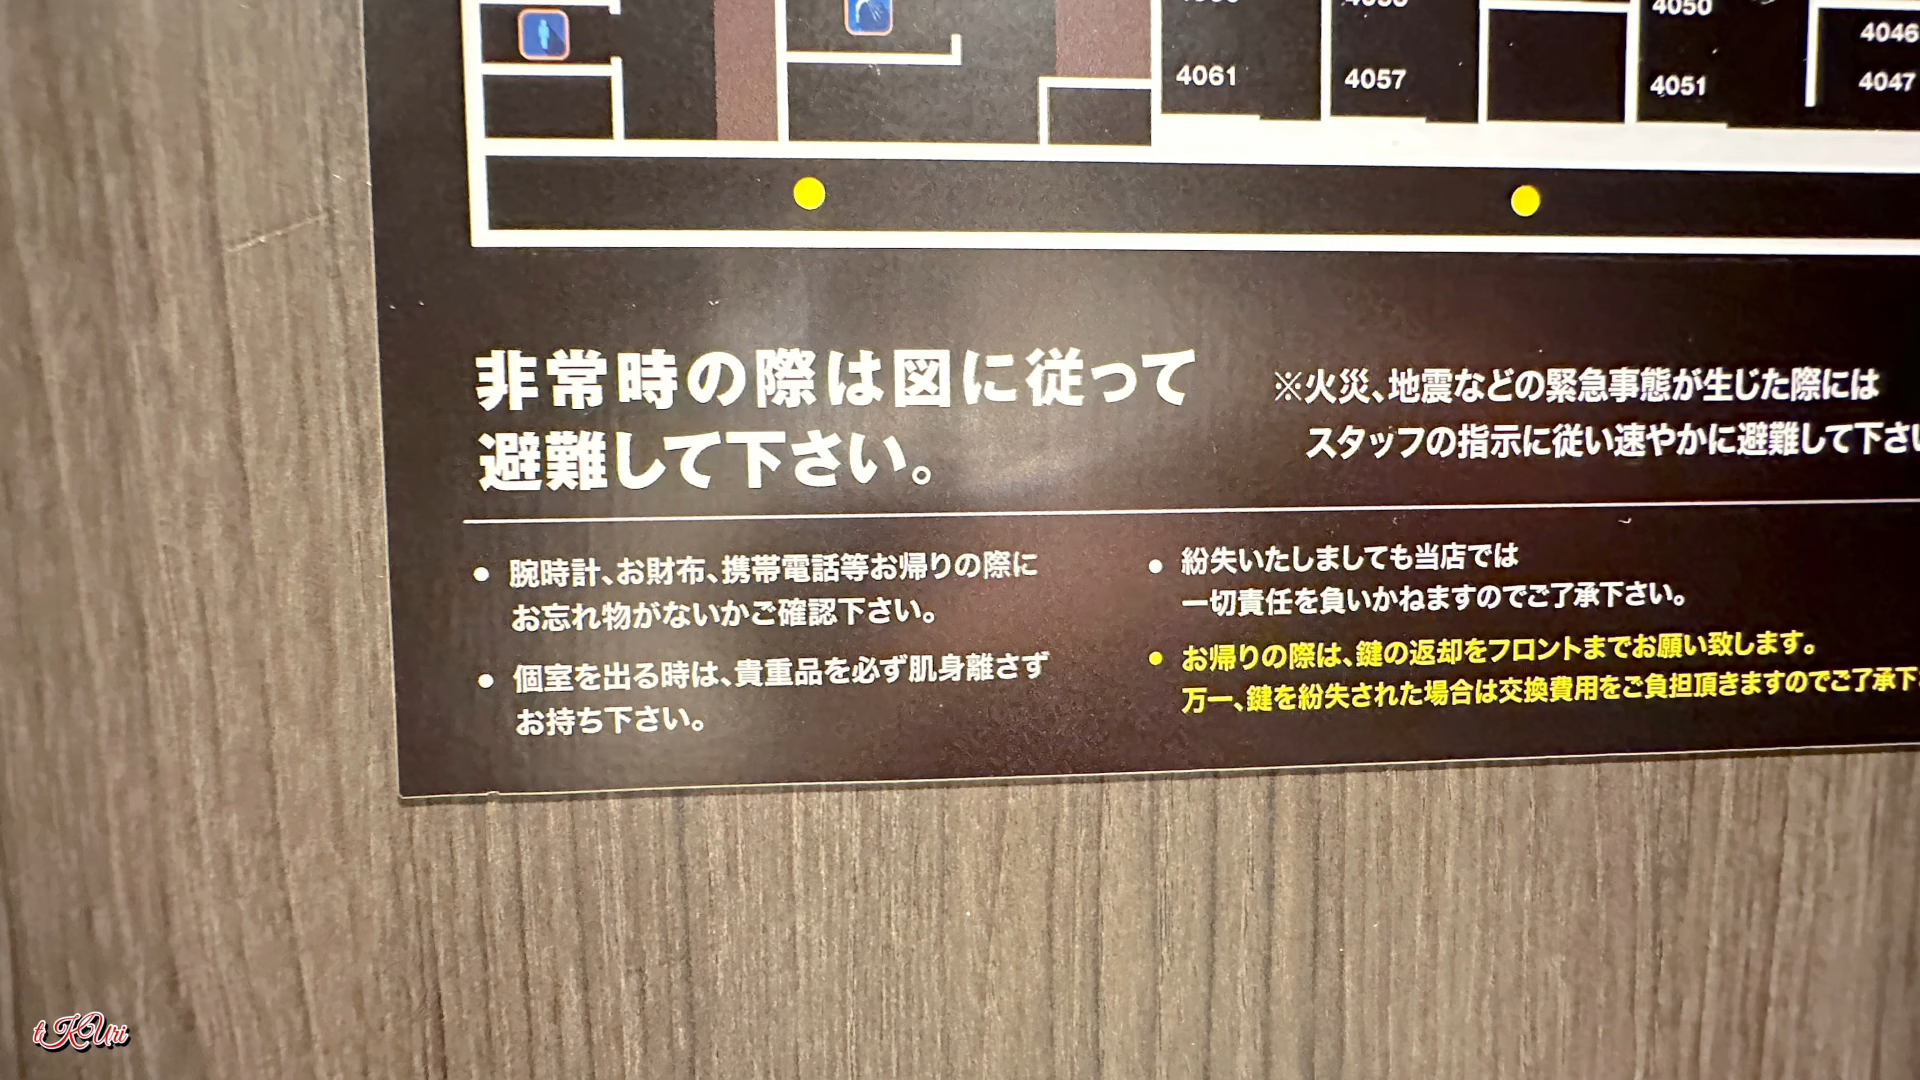 4050
4046
4061
4057
4051
4047
非常時の際は図に従って
避難して下さい。
※火災、地震などの緊急事態が生じた際には
スタッフの指示に従い速やかに避難して下さい
● 腕時計、お財布、携帯電話等お帰りの際に
お忘れ物がないかご確認下さい。
● 個室を出る時は、貴重品を必ず肌身離さず
お持ち下さい。
● 紛失いたしましても当店では
一切責任を負いかねますのでご了承下さい。
● お帰りの際は、鍵の返却をフロントまでお願い致します。
万一、鍵を紛失された場合は交換費用をご負担頂きますのでご了承下
tiKUri